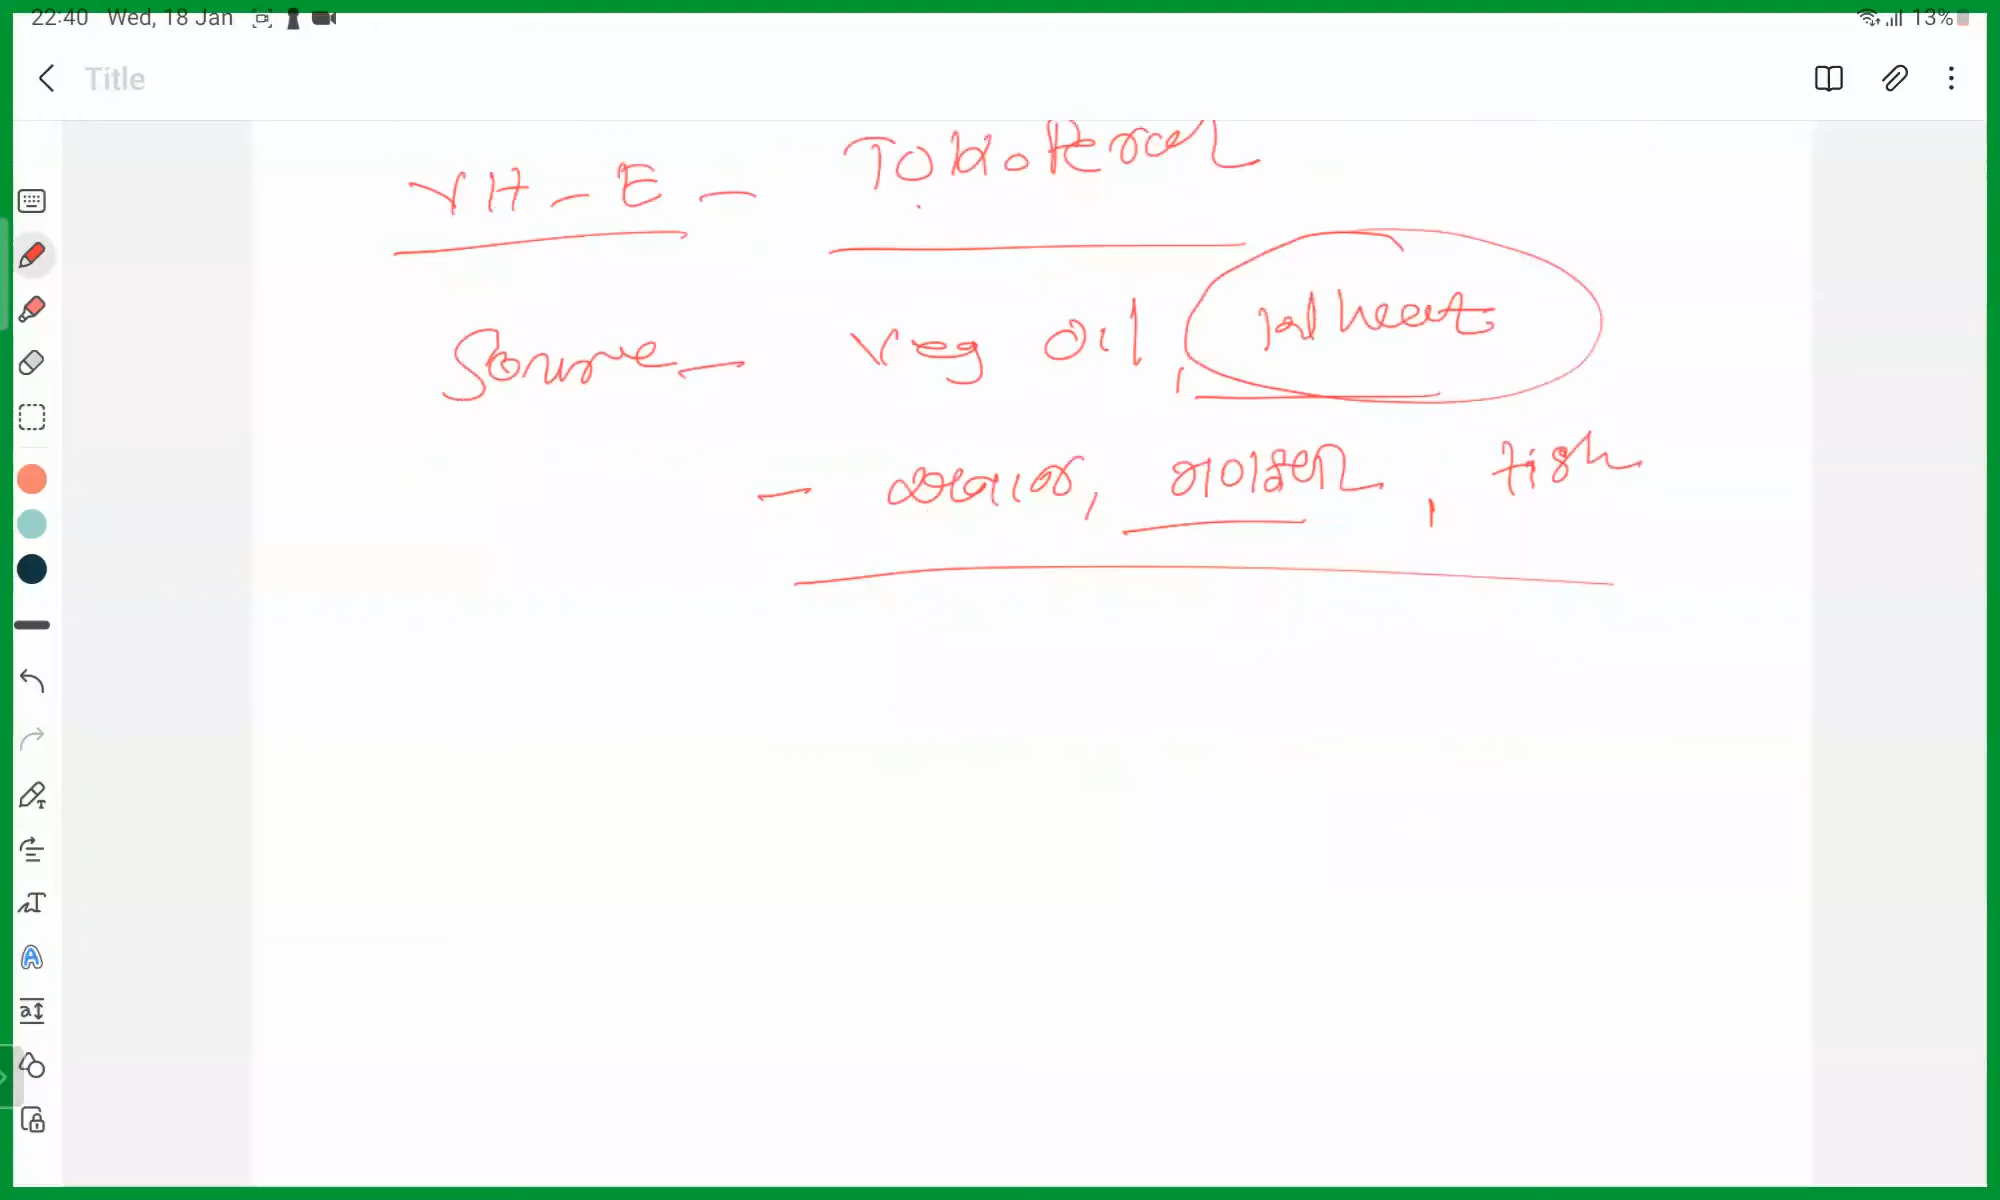 22:40 Wed, 18 Jan 13%
Title
Vit - E - Tokoferol
Source - Veg oil, wheat
- , , fish